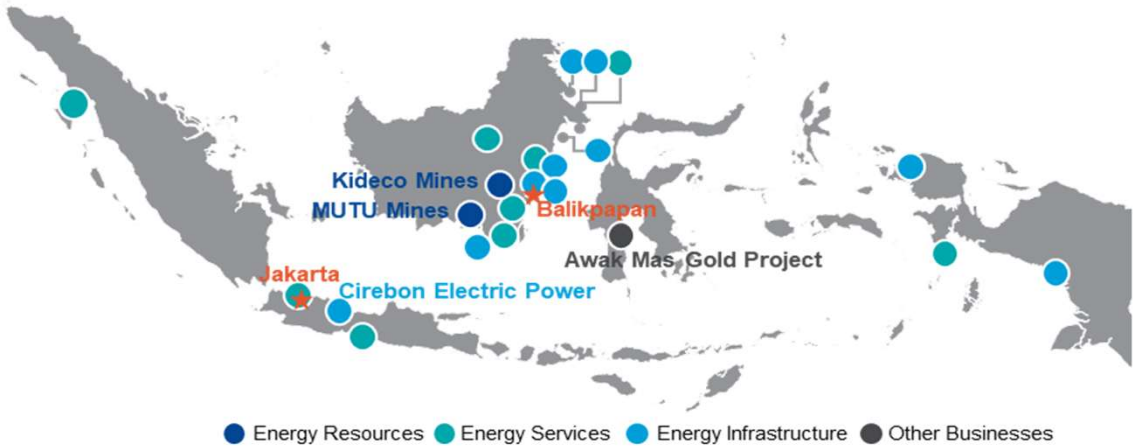 Kideco Mines
MUTU Mines
Balikpapan
Awak Mas Gold Project
Jakarta
Cirebon Electric Power
Energy Resources Energy Services Energy Infrastructure Other Businesses